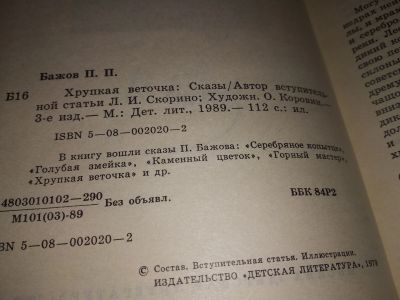 Бажов П. П.
Б16
Хрупкая веточка: Сказы/Автор вступитель-
ной статьи Л. И. Скорино; Художн. О. Коровин.—
3-е изд.— М.: Дет. лит., 1989.— 112 с.: ил.
ISBN 5—08—002020—2
В книгу вошли сказы П. Бажова: «Серебряное копытце»,
«Голубая змейка», «Каменный цветок», «Горный мастер»,
«Хрупкая веточка» и др.
4803010102—290
М101(03)-89
Без объявл.
ББК 84Р2
SBN 5—08—002020—2
© Состав. Вступительная статья. Иллюстрации.
ИЗДАТЕЛЬСТВО «ДЕТСКАЯ ЛИТЕРАТУРА»,